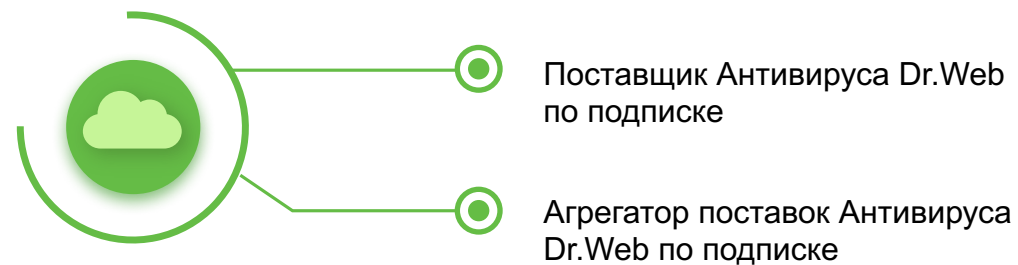 Поставщик Антивируса Dr.Web
по подписке
Агрегатор поставок Антивируса
Dr.Web по подписке